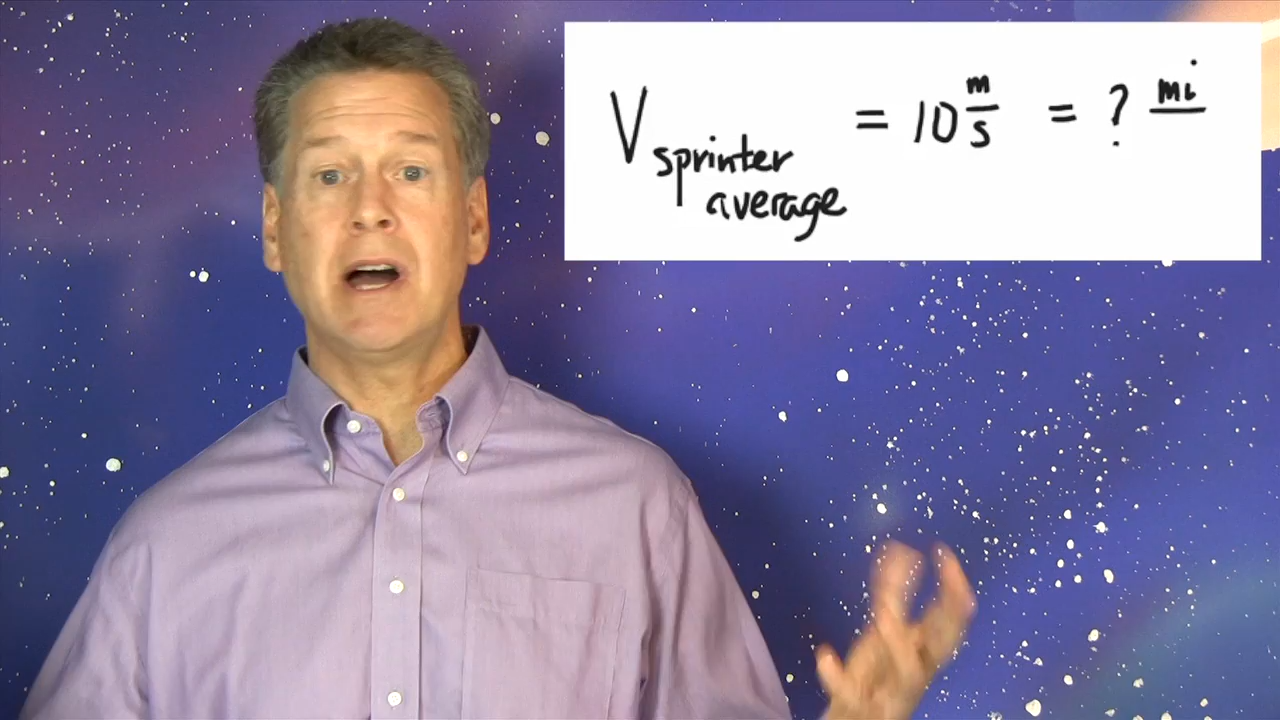 V sprinter average = 10 m/s = ? mi/